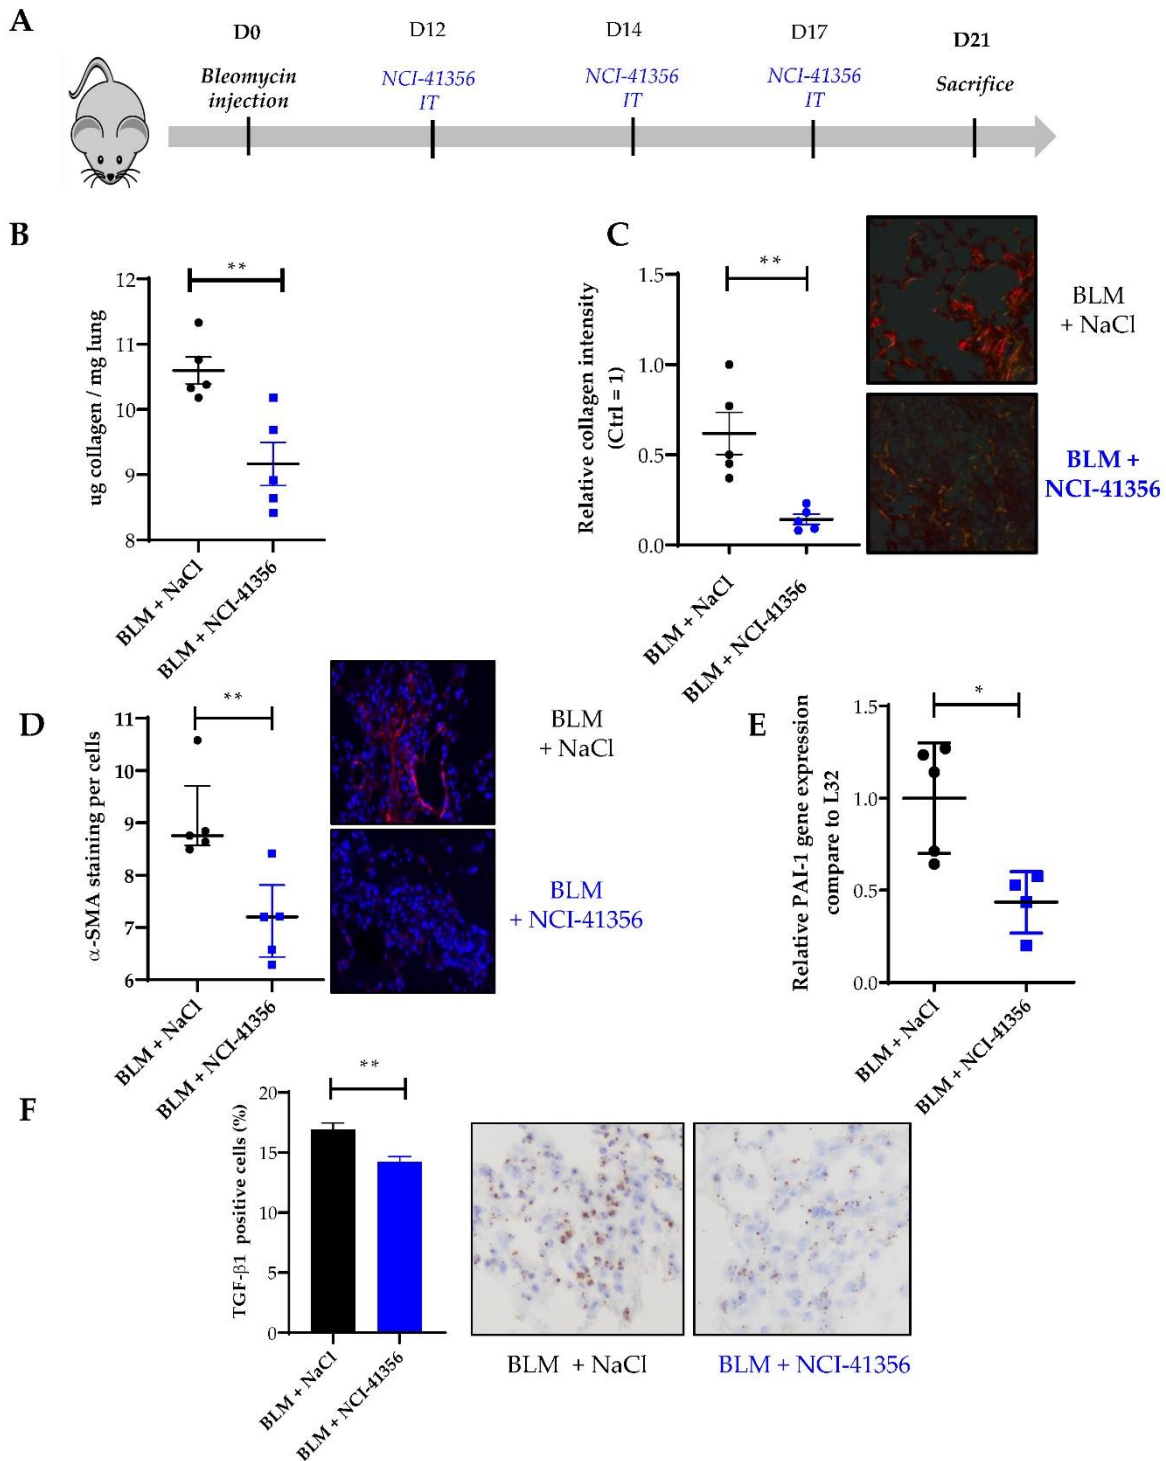 A
D0
D12
D14
D17
D21
Bleomycin
injection
NCI-41356
IT
NCI-41356
IT
NCI-41356
IT
Sacrifice
B
ug collagen / mg lung
12
11
10
9
8
**
BLM + NaCl
BLM + NCI-41356
C
Relative collagen intensity
(Ctrl = 1)
1.5
1.0
0.5
0.0
**
BLM + NaCl
BLM + NCI-41356
BLM
+ NaCl
BLM +
NCI-41356
D
α-SMA staining per cells
11
10
9
8
7
6
**
BLM + NaCl
BLM + NCI-41356
BLM
+ NaCl
BLM
+ NCI-41356
E
Relative PAI-1 gene expression
compare to L32
1.5
1.0
0.5
0.0
*
BLM + NaCl
BLM + NCI-41356
F
TGF-β1 positive cells (%)
20
15
10
5
0
**
BLM + NaCl
BLM + NCI-41356
BLM + NaCl
BLM + NCI-41356